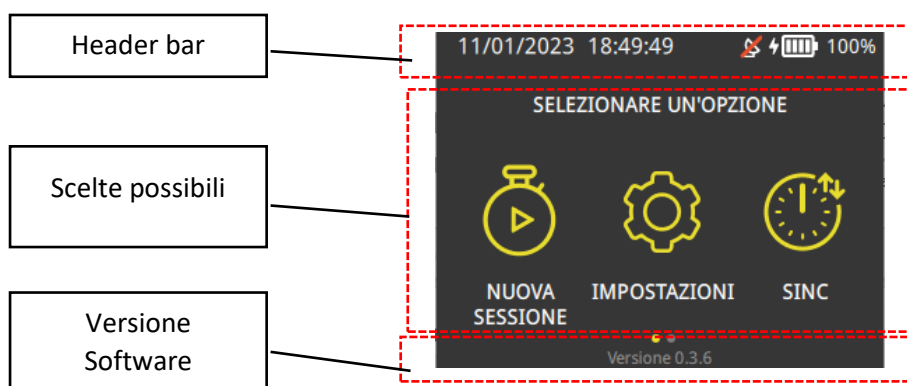 Header bar
11/01/2023 18:49:49 100%
SELEZIONARE UN'OPZIONE
Scelte possibili
NUOVA SESSIONE
IMPOSTAZIONI
SINC
Versione
Software
Versione 0.3.6